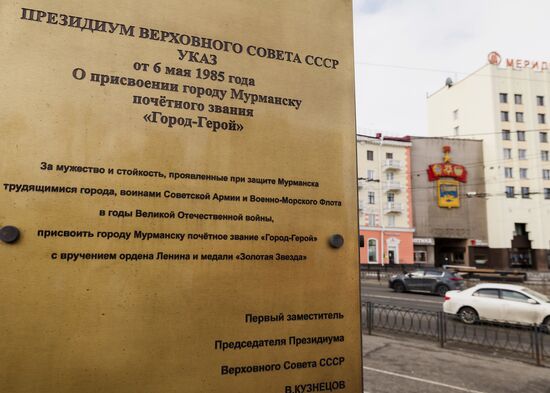 ПРЕЗИДИУМ ВЕРХОВНОГО СОВЕТА СССР
УКАЗ
от 6 мая 1985 года
О присвоении городу Мурманску
почётного звания
«Город-Герой»
За мужество и стойкость, проявленные при защите Мурманска
трудящимися города, воинами Советской Армии и Военно-Морского Флота
в годы Великой Отечественной войны,
присвоить городу Мурманску почётное звание «Город-Герой»
с вручением ордена Ленина и медали «Золотая Звезда»
Первый заместитель
Председателя Президиума
Верховного Совета СССР
В.КУЗНЕЦОВ
МЕРИД